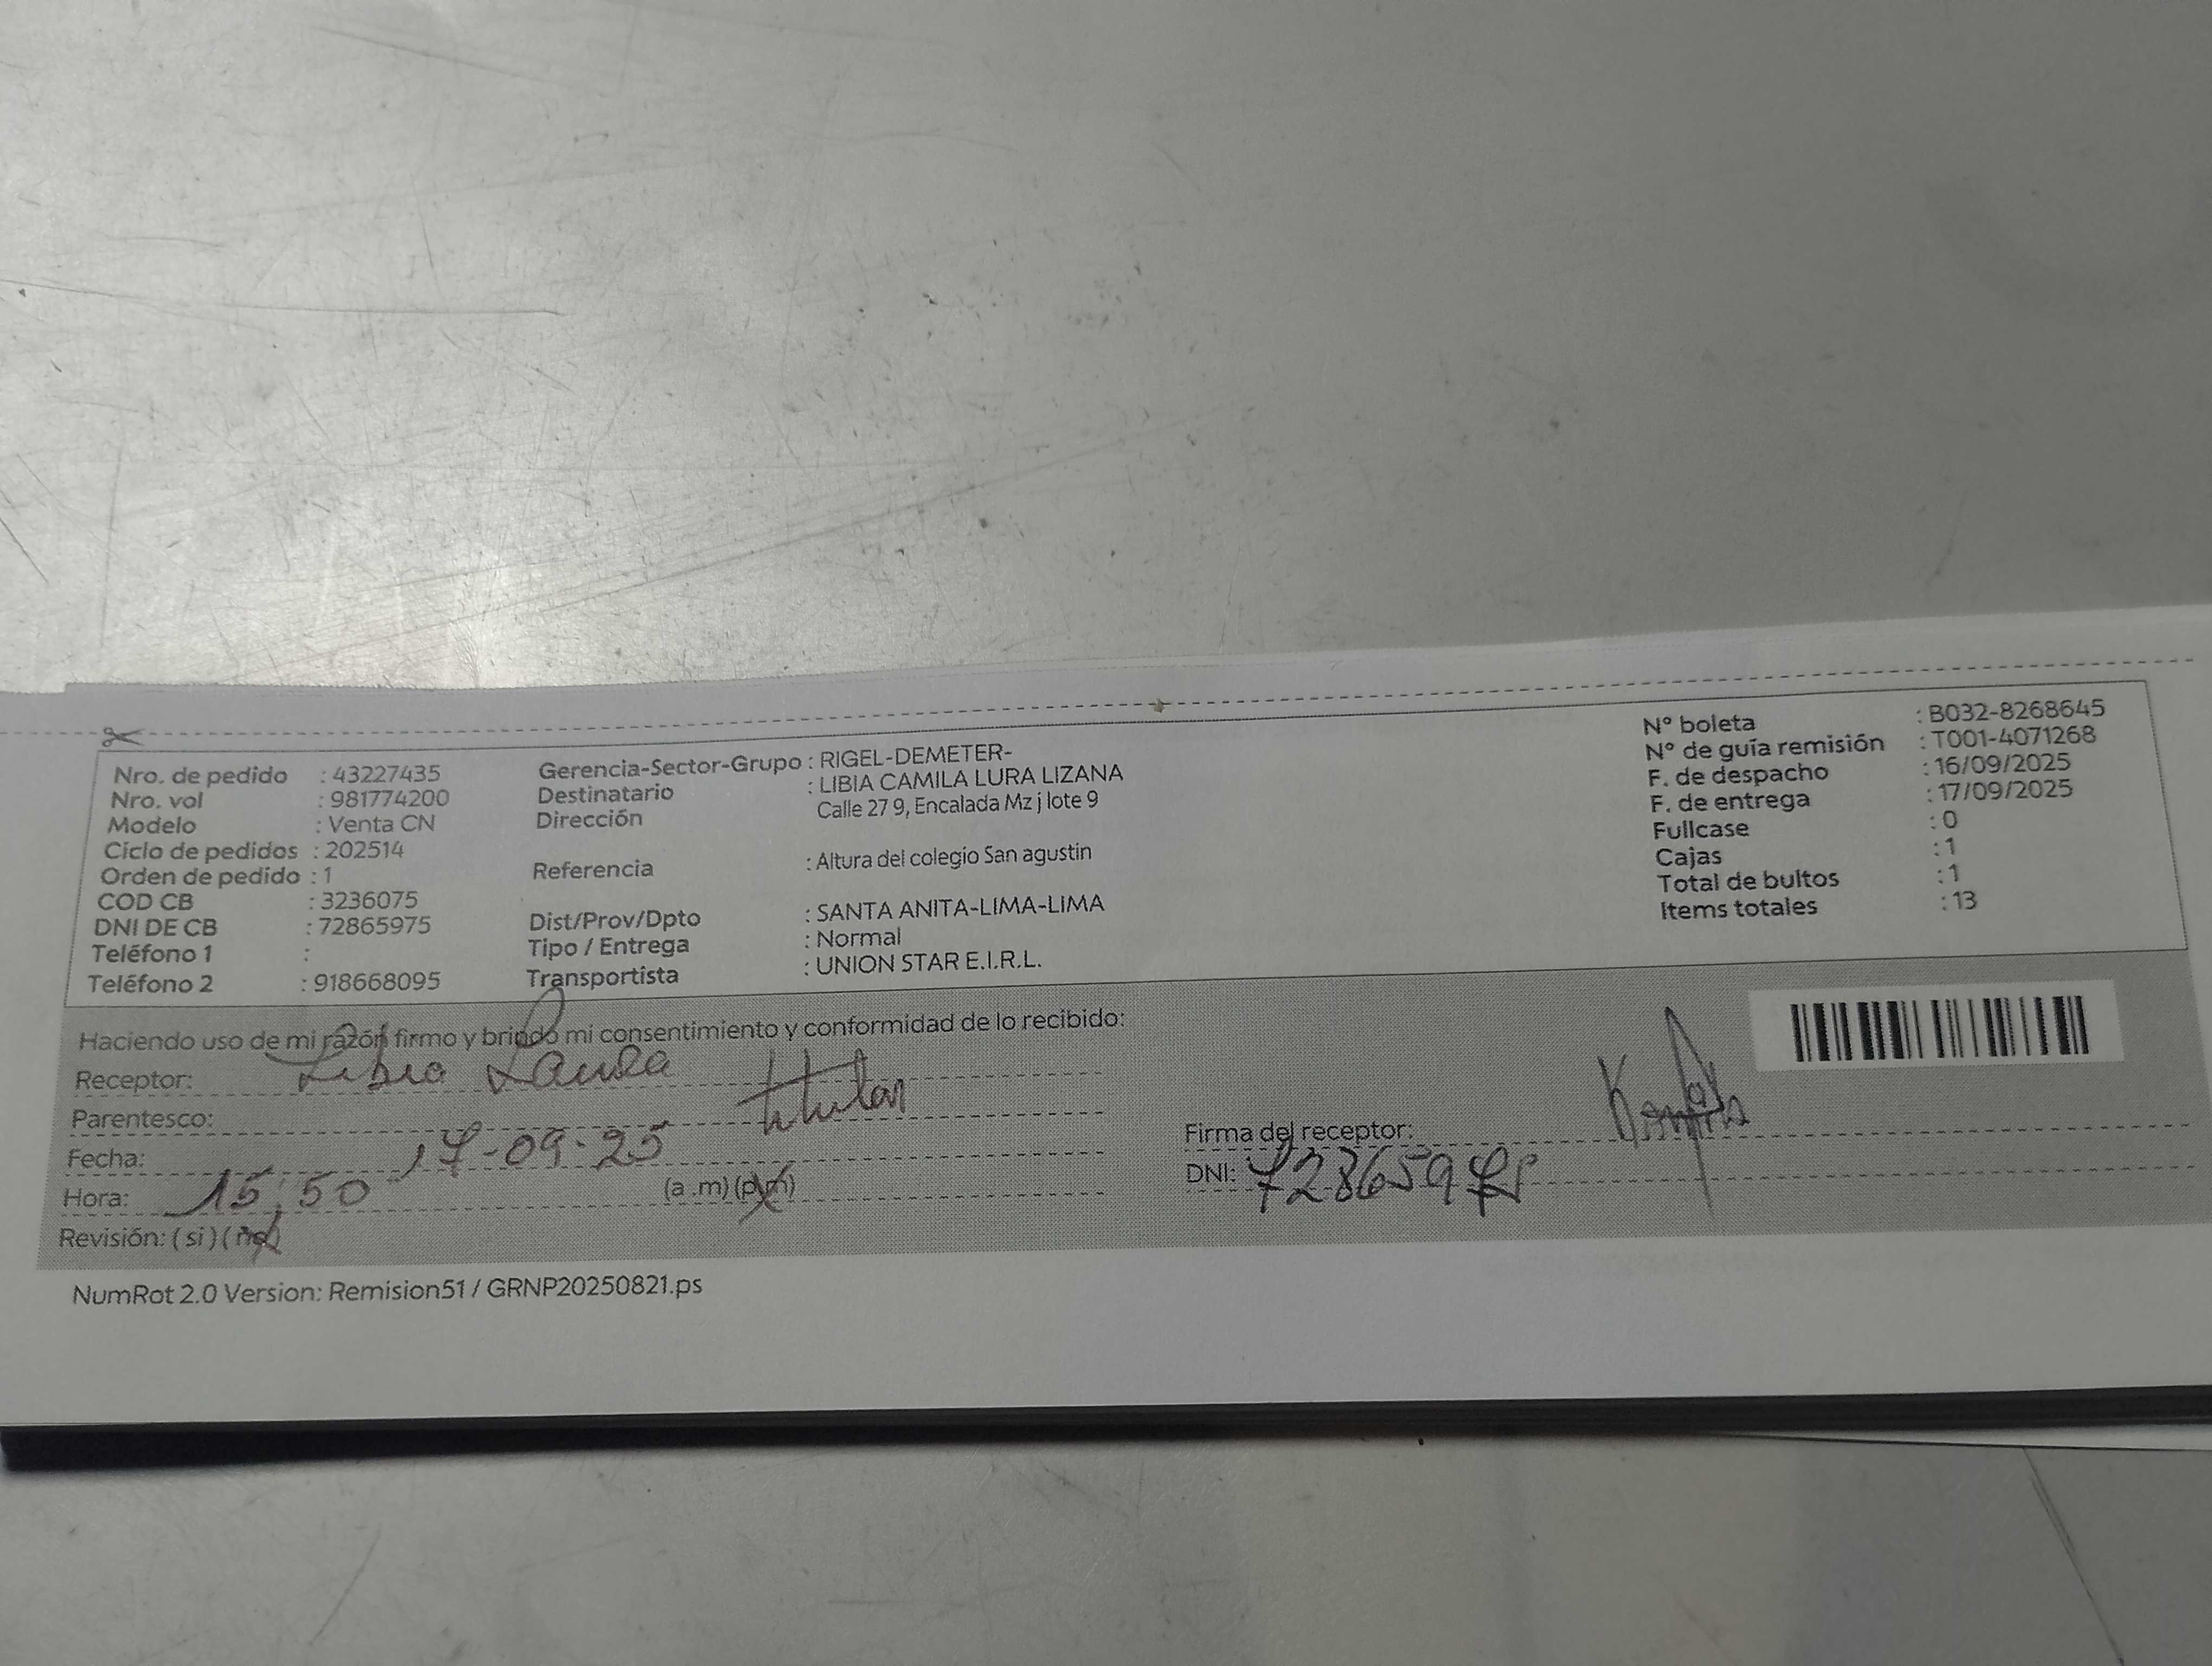 Nro. de pedido : 43227435
Nro. vol : 981774200
Modelo : Venta CN
Ciclo de pedidos : 202514
Orden de pedido : 1
COD CB : 3236075
DNI DE CB : 72865975
Teléfono 1 :
Teléfono 2 : 918668095
Gerencia-Sector-Grupo : RIGEL-DEMETER-
Destinatario : LIBIA CAMILA LURA LIZANA
Dirección Calle 27 9, Encalada Mz j lote 9
Referencia : Altura del colegio San agustin
Dist/Prov/Dpto : SANTA ANITA-LIMA-LIMA
Tipo / Entrega : Normal
Transportista : UNION STAR E.I.R.L.
N° boleta : B032-8268645
N° de guía remisión : T001-4071268
F. de despacho : 16/09/2025
F. de entrega : 17/09/2025
Fullcase : 0
Cajas : 1
Total de bultos : 1
Items totales : 13
Haciendo uso de mi razón firmo y brindo mi consentimiento y conformidad de lo recibido:
Receptor: Libia Laura
Parentesco: titular
Fecha: 17-09-25
Hora: 15:50 (a .m) (p.m)
Revisión: ( si ) ( no )
Firma del receptor:
DNI: 72865975
NumRot 2.0 Version: Remision51 / GRNP20250821.ps